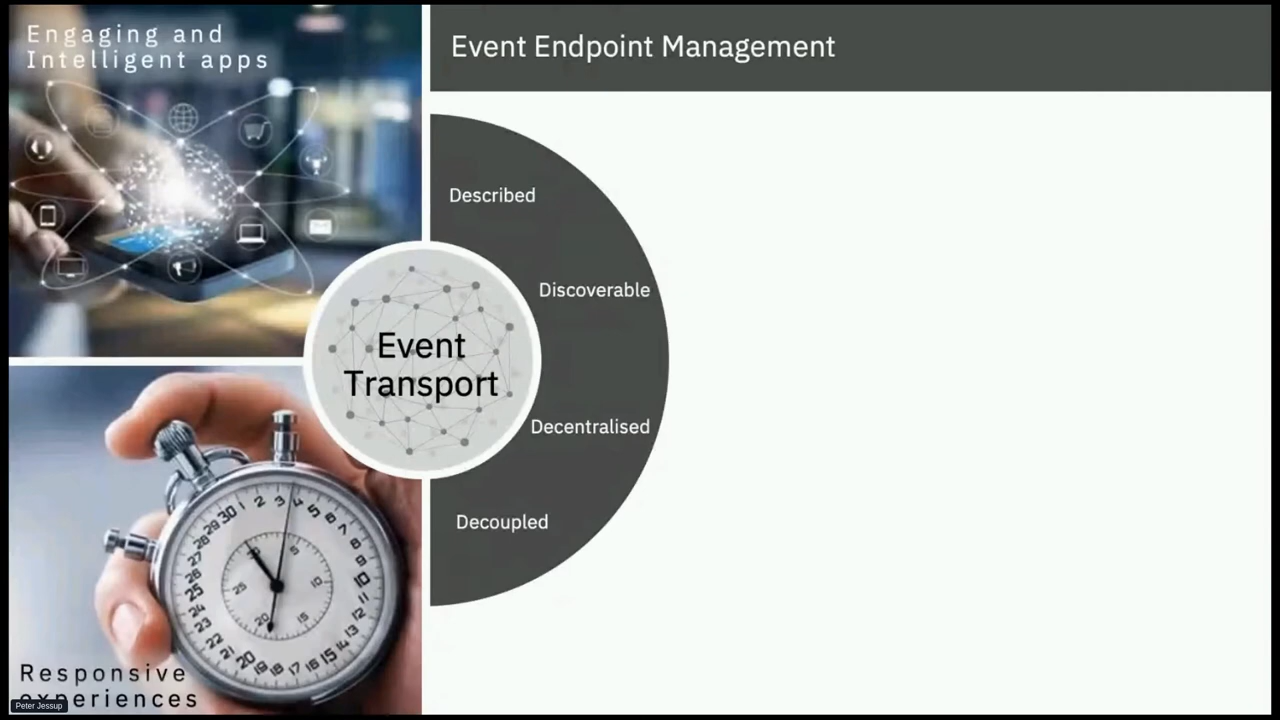 Engaging and
Intelligent apps
Event Endpoint Management
Described
Discoverable
Event
Transport
Decentralised
Decoupled
Responsive
experiences
Peter Jessup